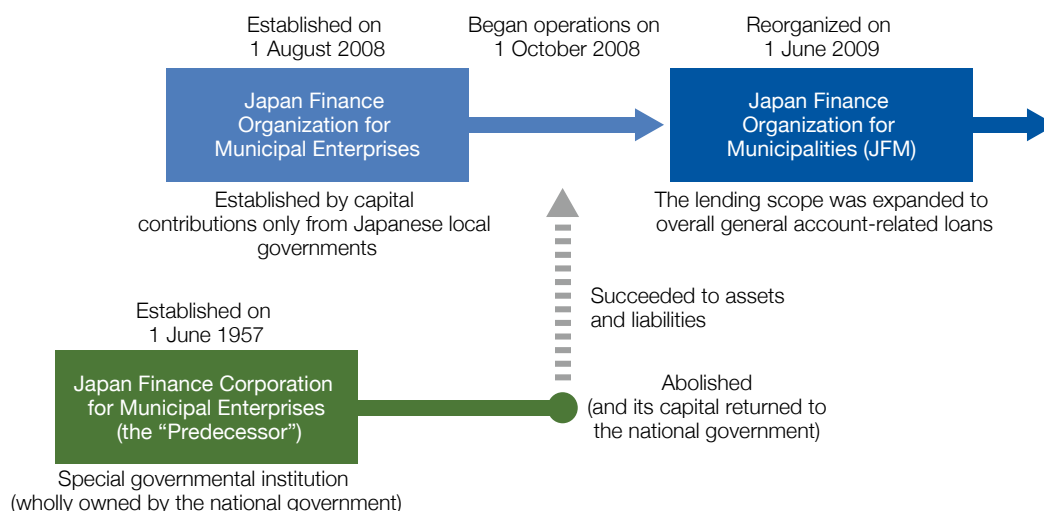 Established on
1 August 2008
Began operations on
1 October 2008
Reorganized on
1 June 2009
Japan Finance
Organization for
Municipal Enterprises
Japan Finance
Organization for
Municipalities (JFM)
Established by capital
contributions only from Japanese local
governments
The lending scope was expanded to
overall general account-related loans
Succeeded to assets
and liabilities
Established on
1 June 1957
Japan Finance Corporation
for Municipal Enterprises
(the “Predecessor”)
Abolished
(and its capital returned to
the national government)
Special governmental institution
(wholly owned by the national government)